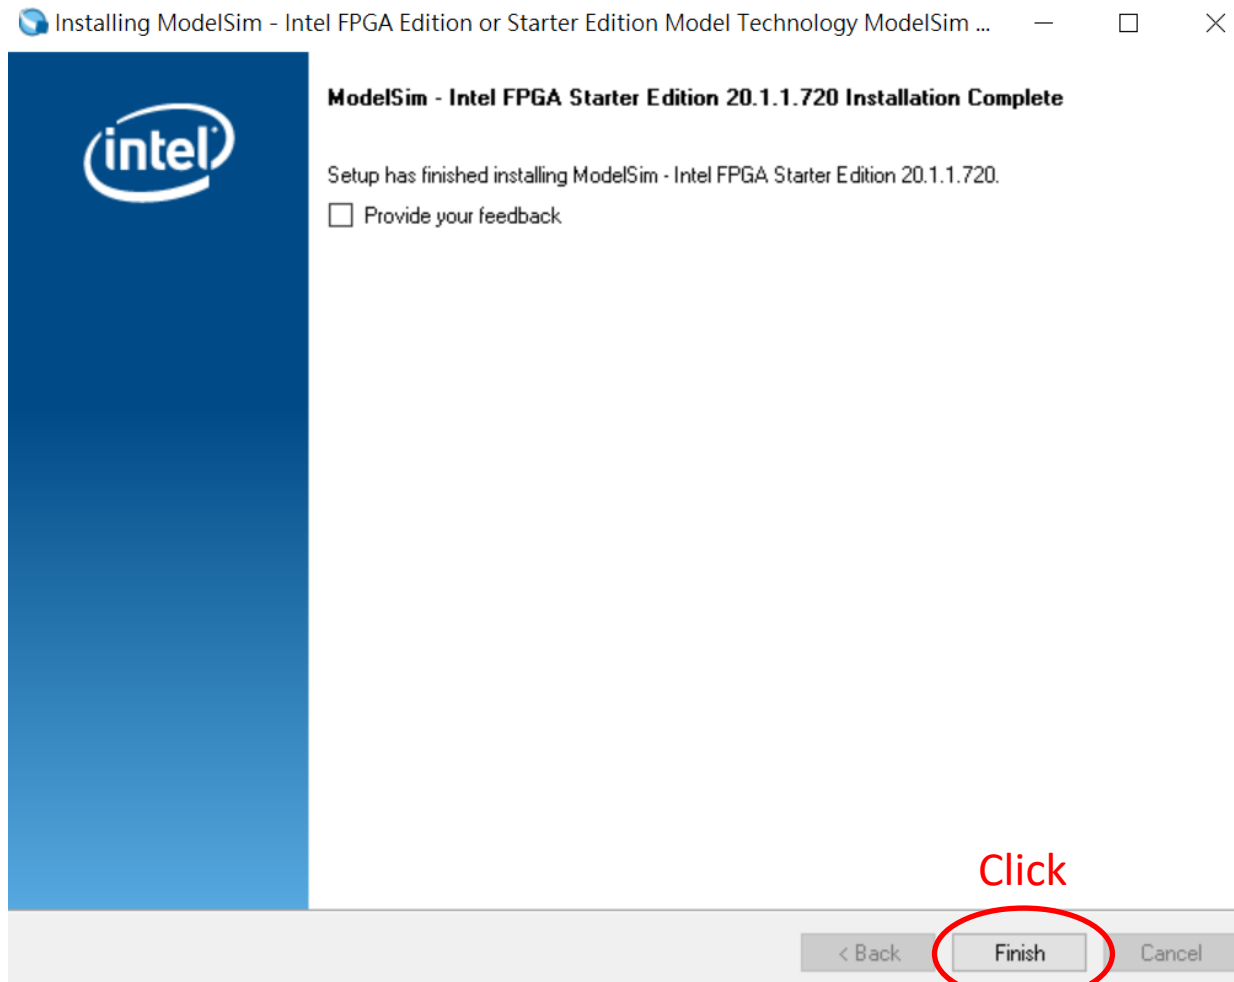 Installing ModelSim - Intel FPGA Edition or Starter Edition Model Technology ModelSim ...
intel
ModelSim - Intel FPGA Starter Edition 20.1.1.720 Installation Complete
Setup has finished installing ModelSim - Intel FPGA Starter Edition 20.1.1.720.
Provide your feedback
Click
< Back Finish Cancel